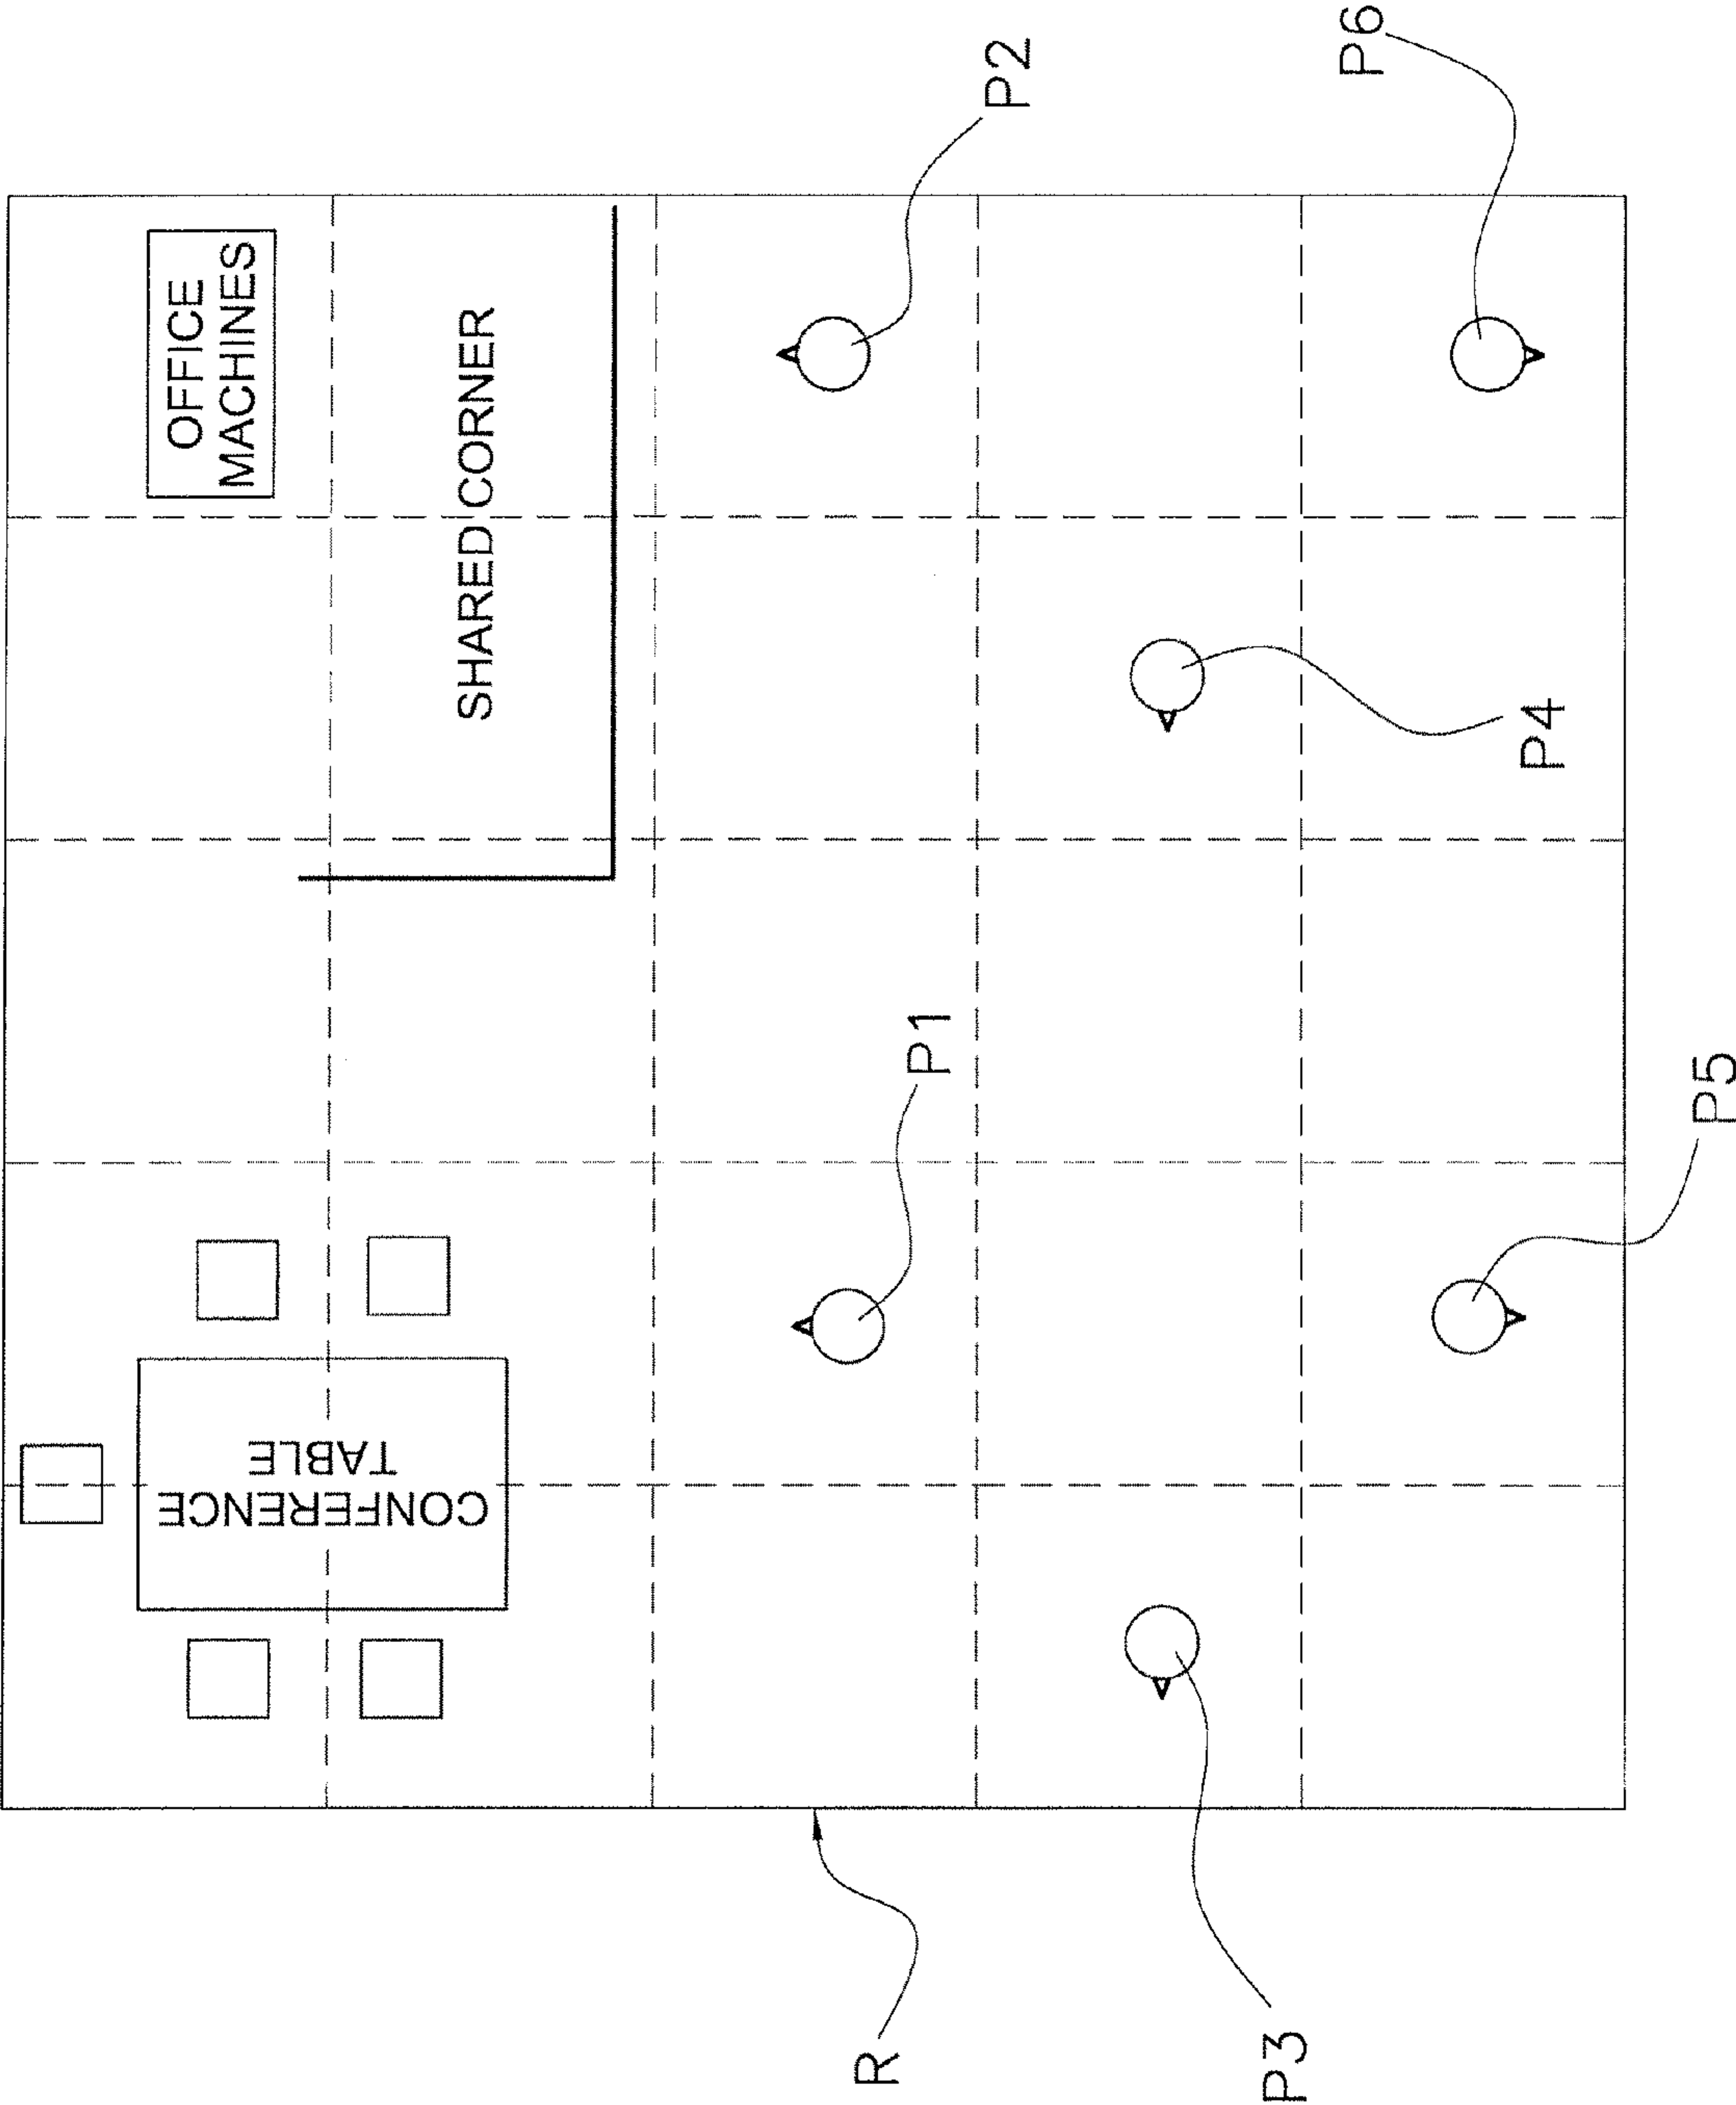 OFFICE
MACHINES
SHARED CORNER
CONFERENCE
TABLE
P1
P2
P3
P4
P5
P6
R